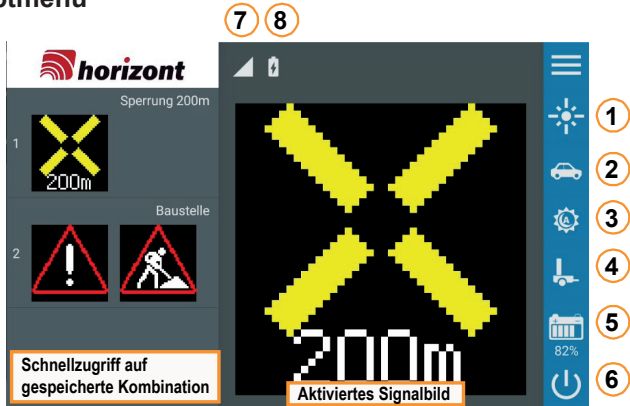 7 8
horizont
Sperrung 200m
1
200m
Baustelle
2
Schnellzugriff auf
gespeicherte Kombination
200m
Aktiviertes Signalbild
1
2
3
A
4
5
82%
6